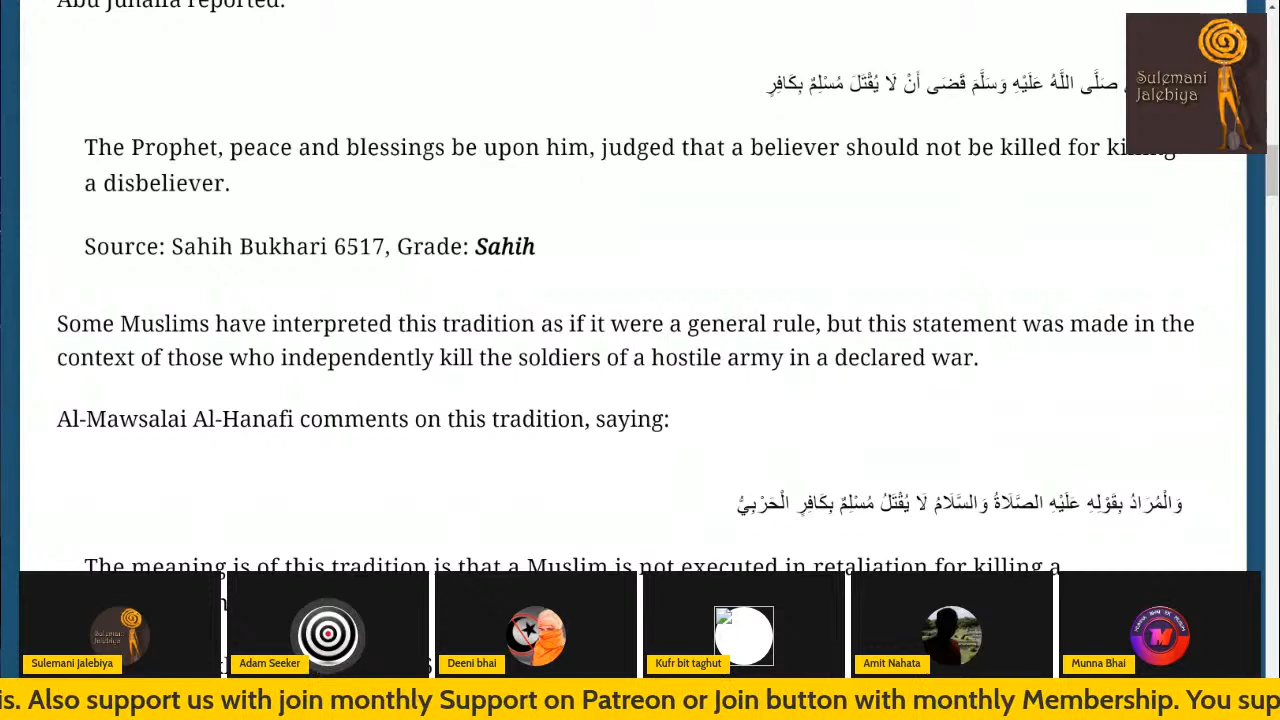 Abu Juhaifa reported:
صَلَّى اللَّهُ عَلَيْهِ وَسَلَّمَ قَضَى أَنْ لَا يُقْتَلَ مُسْلِمٌ بِكَافِرٍ
Sulemani
Jalebiya
The Prophet, peace and blessings be upon him, judged that a believer should not be killed for killing
a disbeliever.
Source: Sahih Bukhari 6517, Grade: Sahih
Some Muslims have interpreted this tradition as if it were a general rule, but this statement was made in the
context of those who independently kill the soldiers of a hostile army in a declared war.
Al-Mawsalai Al-Hanafi comments on this tradition, saying:
وَالْمُرَادُ بِقَوْلِهِ عَلَيْهِ الصَّلَاةُ وَالسَّلَامُ لَا يُقْتَلُ مُسْلِمٌ بِكَافِرِ الْحَرْبِيُّ
The meaning is of this tradition is that a Muslim is not executed in retaliation for killing a
Sulemani Jalebiya
Adam Seeker
Deeni bhai
Kufr bit taghut
Amit Nahata
Munna Bhai
is. Also support us with join monthly Support on Patreon or Join button with monthly Membership. You sup